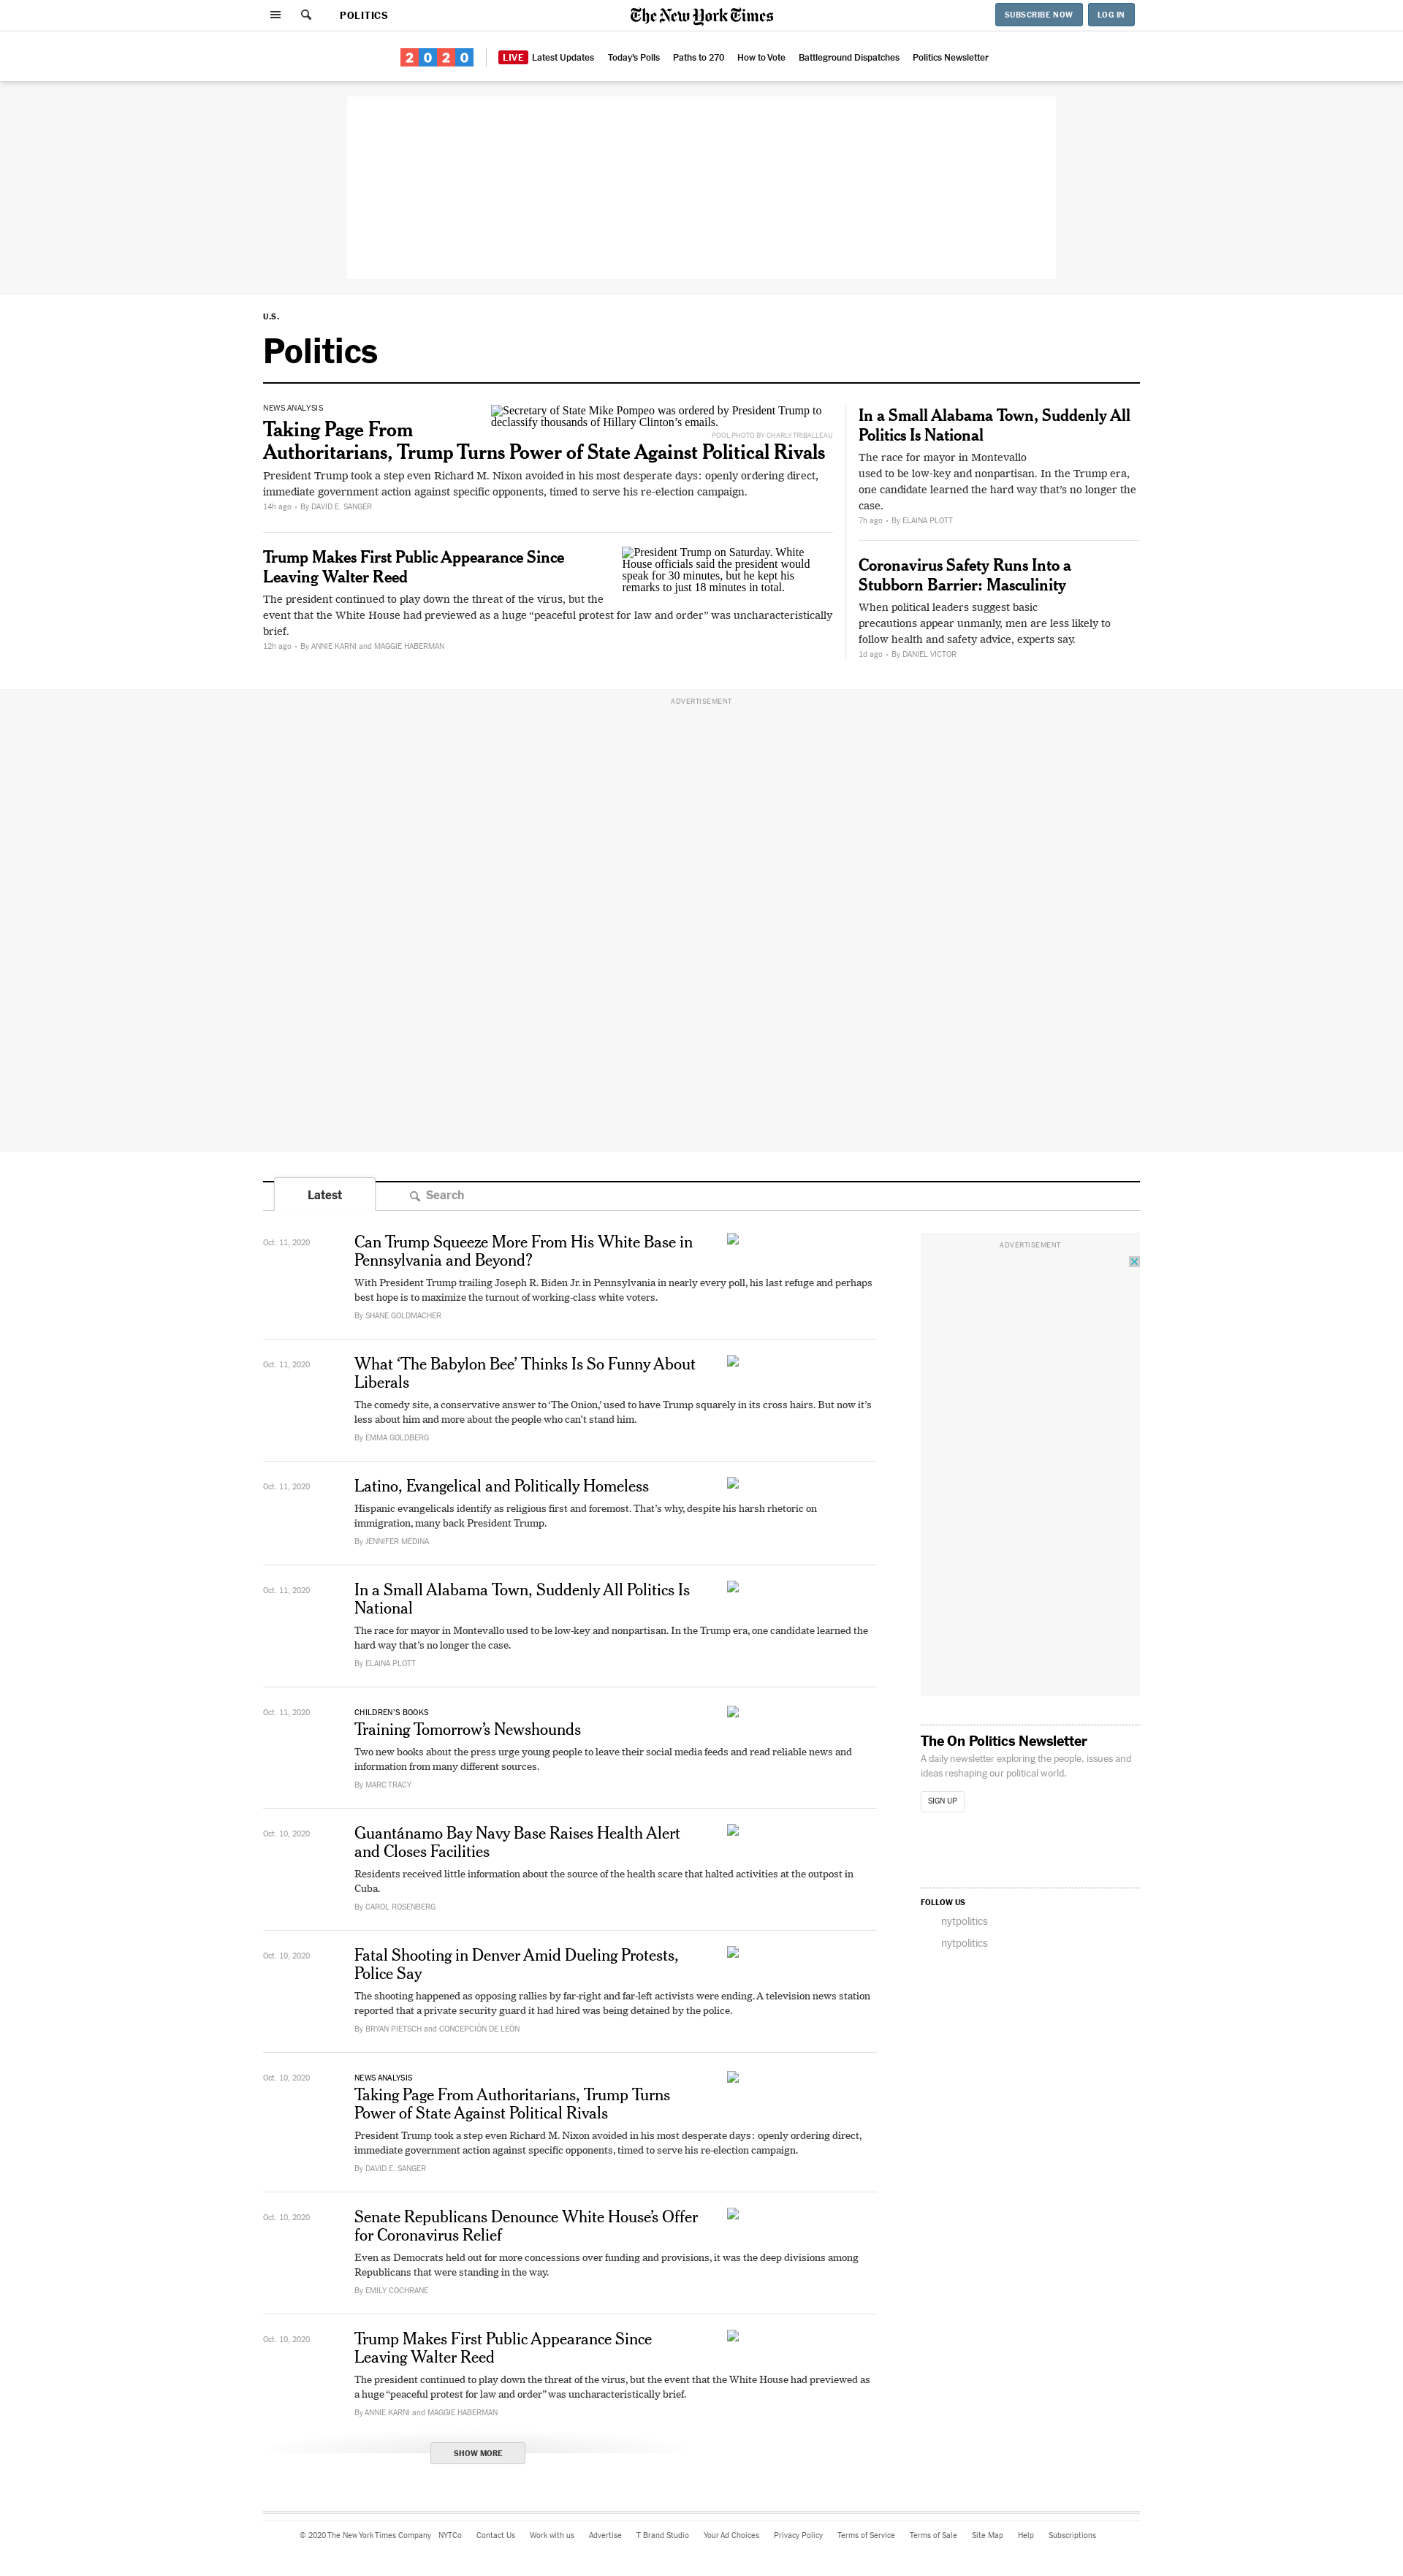 POLITICS
The New York Times
SUBSCRIBE NOW
LOG IN
2020
LIVE Latest Updates
Today's Polls
Paths to 270
How to Vote
Battleground Dispatches
Politics Newsletter
U.S.
Politics
NEWS ANALYSIS
Secretary of State Mike Pompeo was ordered by President Trump to
declassify thousands of Hillary Clinton’s emails.
POOL PHOTO BY CHARLY TRIBALLEAU
Taking Page From
Authoritarians, Trump Turns Power of State Against Political Rivals
President Trump took a step even Richard M. Nixon avoided in his most desperate days: openly ordering direct,
immediate government action against specific opponents, timed to serve his re-election campaign.
14h ago • By DAVID E. SANGER
Trump Makes First Public Appearance Since
Leaving Walter Reed
President Trump on Saturday. White
House officials said the president would
speak for 30 minutes, but he kept his
remarks to just 18 minutes in total.
The president continued to play down the threat of the virus, but the
event that the White House had previewed as a huge “peaceful protest for law and order” was uncharacteristically
brief.
12h ago • By ANNIE KARNI and MAGGIE HABERMAN
In a Small Alabama Town, Suddenly All
Politics Is National
The race for mayor in Montevallo
used to be low-key and nonpartisan. In the Trump era,
one candidate learned the hard way that’s no longer the
case.
7h ago • By ELAINA PLOTT
Coronavirus Safety Runs Into a
Stubborn Barrier: Masculinity
When political leaders suggest basic
precautions appear unmanly, men are less likely to
follow health and safety advice, experts say.
1d ago • By DANIEL VICTOR
ADVERTISEMENT
Latest
Search
Oct. 11, 2020
Can Trump Squeeze More From His White Base in
Pennsylvania and Beyond?
With President Trump trailing Joseph R. Biden Jr. in Pennsylvania in nearly every poll, his last refuge and perhaps
best hope is to maximize the turnout of working-class white voters.
By SHANE GOLDMACHER
Oct. 11, 2020
What ‘The Babylon Bee’ Thinks Is So Funny About
Liberals
The comedy site, a conservative answer to ‘The Onion,’ used to have Trump squarely in its cross hairs. But now it’s
less about him and more about the people who can’t stand him.
By EMMA GOLDBERG
Oct. 11, 2020
Latino, Evangelical and Politically Homeless
Hispanic evangelicals identify as religious first and foremost. That’s why, despite his harsh rhetoric on
immigration, many back President Trump.
By JENNIFER MEDINA
Oct. 11, 2020
In a Small Alabama Town, Suddenly All Politics Is
National
The race for mayor in Montevallo used to be low-key and nonpartisan. In the Trump era, one candidate learned the
hard way that’s no longer the case.
By ELAINA PLOTT
Oct. 11, 2020
CHILDREN’S BOOKS
Training Tomorrow’s Newshounds
Two new books about the press urge young people to leave their social media feeds and read reliable news and
information from many different sources.
By MARC TRACY
Oct. 10, 2020
Guantánamo Bay Navy Base Raises Health Alert
and Closes Facilities
Residents received little information about the source of the health scare that halted activities at the outpost in
Cuba.
By CAROL ROSENBERG
Oct. 10, 2020
Fatal Shooting in Denver Amid Dueling Protests,
Police Say
The shooting happened as opposing rallies by far-right and far-left activists were ending. A television news station
reported that a private security guard it had hired was being detained by the police.
By BRYAN PIETSCH and CONCEPCIÓN DE LEÓN
Oct. 10, 2020
NEWS ANALYSIS
Taking Page From Authoritarians, Trump Turns
Power of State Against Political Rivals
President Trump took a step even Richard M. Nixon avoided in his most desperate days: openly ordering direct,
immediate government action against specific opponents, timed to serve his re-election campaign.
By DAVID E. SANGER
Oct. 10, 2020
Senate Republicans Denounce White House’s Offer
for Coronavirus Relief
Even as Democrats held out for more concessions over funding and provisions, it was the deep divisions among
Republicans that were standing in the way.
By EMILY COCHRANE
Oct. 10, 2020
Trump Makes First Public Appearance Since
Leaving Walter Reed
The president continued to play down the threat of the virus, but the event that the White House had previewed as
a huge “peaceful protest for law and order” was uncharacteristically brief.
By ANNIE KARNI and MAGGIE HABERMAN
SHOW MORE
ADVERTISEMENT
The On Politics Newsletter
A daily newsletter exploring the people, issues and
ideas reshaping our political world.
SIGN UP
FOLLOW US
nytpolitics
nytpolitics
© 2020 The New York Times Company
NYTCo
Contact Us
Work with us
Advertise
T Brand Studio
Your Ad Choices
Privacy Policy
Terms of Service
Terms of Sale
Site Map
Help
Subscriptions